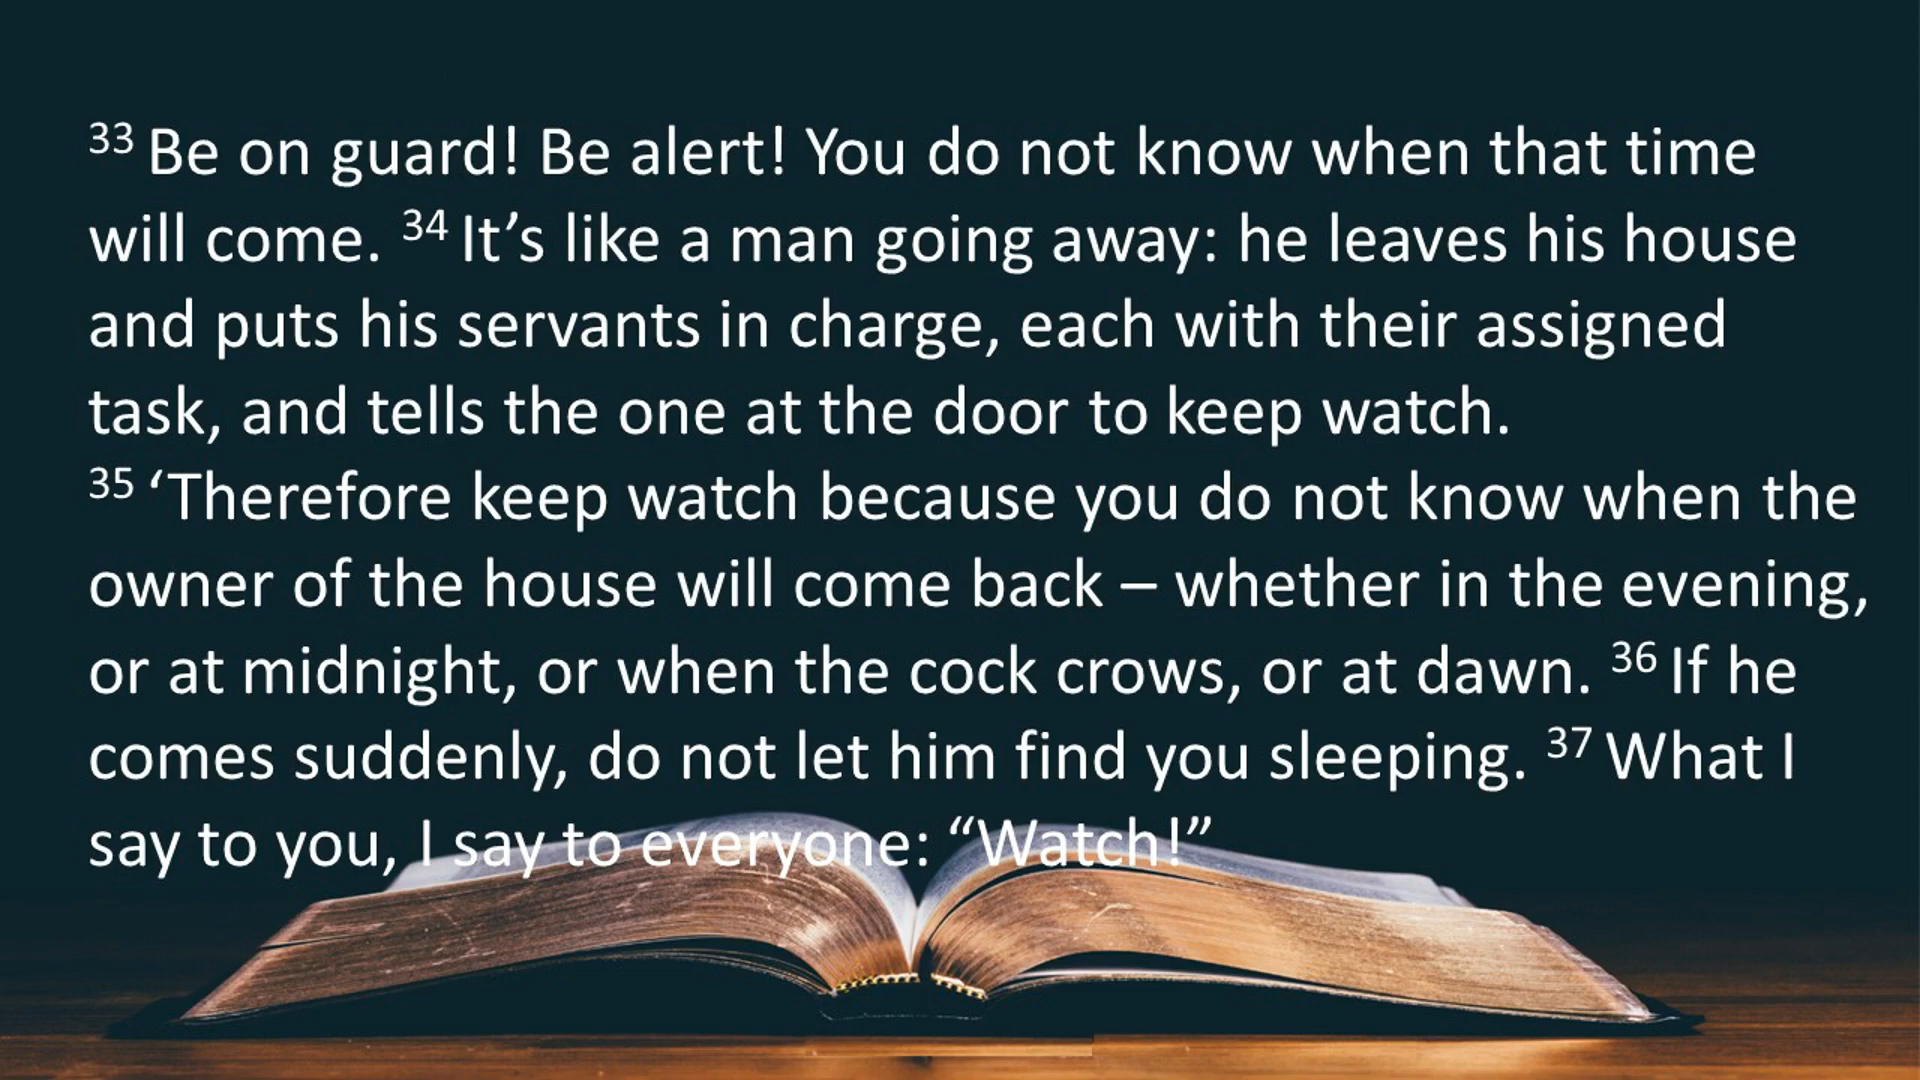 33 Be on guard! Be alert! You do not know when that time
will come. 34 It’s like a man going away: he leaves his house
and puts his servants in charge, each with their assigned
task, and tells the one at the door to keep watch.
35 ‘Therefore keep watch because you do not know when the
owner of the house will come back – whether in the evening,
or at midnight, or when the cock crows, or at dawn. 36 If he
comes suddenly, do not let him find you sleeping. 37 What I
say to you, I say to everyone: “Watch!”